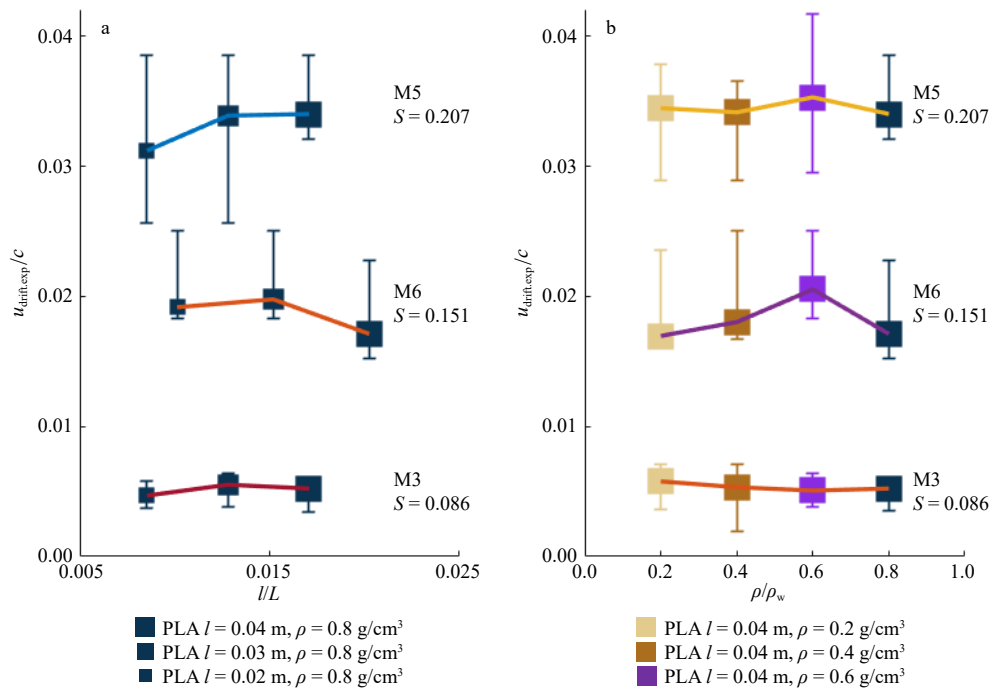 a
0.04
0.03
0.02
0.01
0.00
u_drift.exp/c
M5
S = 0.207
M6
S = 0.151
M3
S = 0.086
0.005
0.015
0.025
l/L
PLA l = 0.04 m, ρ = 0.8 g/cm³
PLA l = 0.03 m, ρ = 0.8 g/cm³
PLA l = 0.02 m, ρ = 0.8 g/cm³
b
0.04
0.03
0.02
0.01
0.00
u_drift.exp/c
M5
S = 0.207
M6
S = 0.151
M3
S = 0.086
0.0
0.2
0.4
0.6
0.8
1.0
ρ/ρ_w
PLA l = 0.04 m, ρ = 0.2 g/cm³
PLA l = 0.04 m, ρ = 0.4 g/cm³
PLA l = 0.04 m, ρ = 0.6 g/cm³